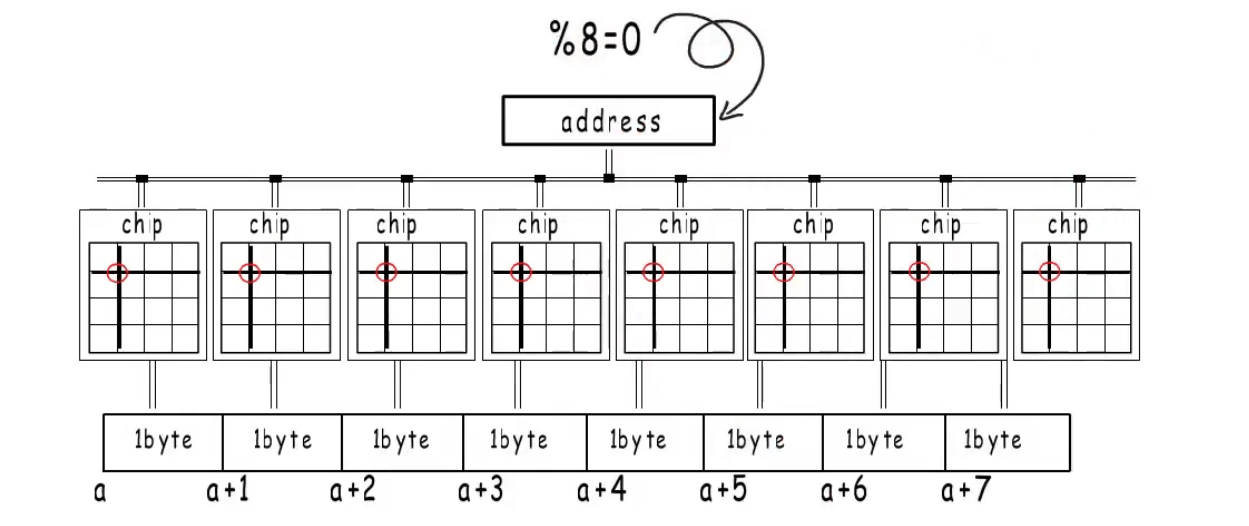 %8=0
address
chip chip chip chip chip chip chip chip
1byte 1byte 1byte 1byte 1byte 1byte 1byte 1byte
a a+1 a+2 a+3 a+4 a+5 a+6 a+7